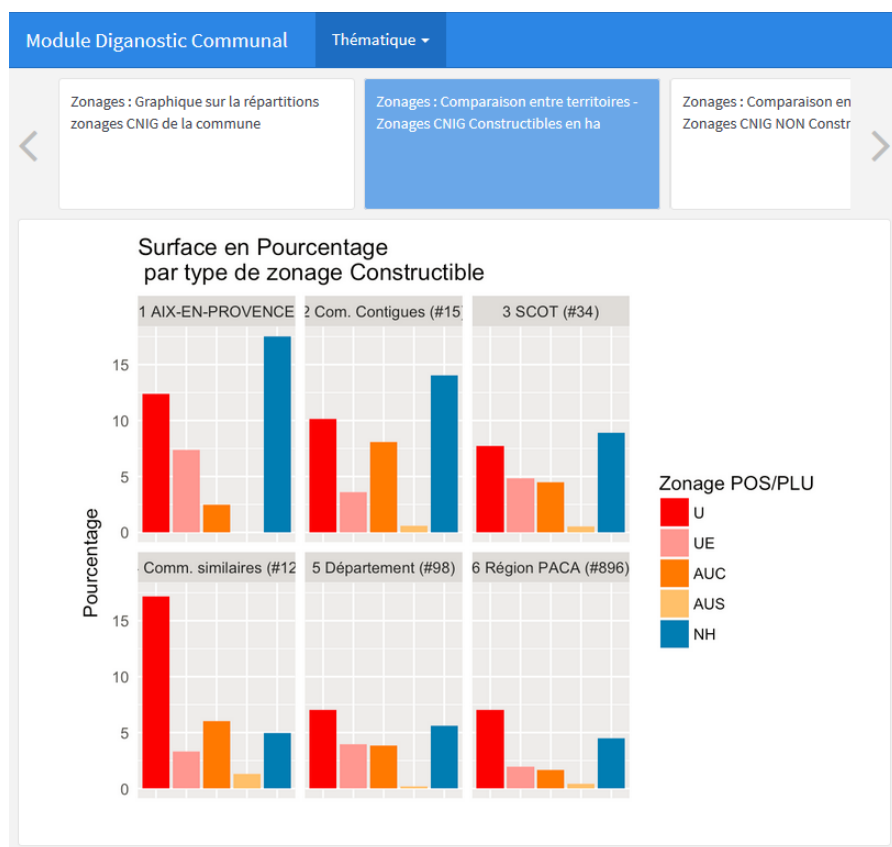 Module Diganostic Communal
Thématique
Zonages : Graphique sur la répartitions
zonages CNIG de la commune
Zonages : Comparaison entre territoires -
Zonages CNIG Constructibles en ha
Zonages : Comparaison en
Zonages CNIG NON Constr
Surface en Pourcentage
par type de zonage Constructible
1 AIX-EN-PROVENCE
2 Com. Contigues (#15)
3 SCOT (#34)
15
10
5
0
Comm. similaires (#12
5 Département (#98)
6 Région PACA (#896)
15
10
5
0
Pourcentage
Zonage POS/PLU
U
UE
AUC
AUS
NH